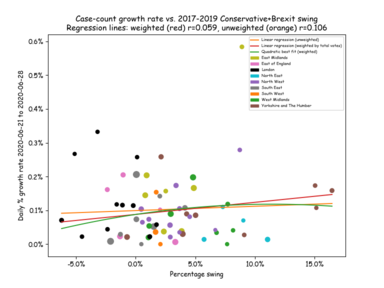 Case-count growth rate vs. 2017-2019 Conservative+Brexit swing
Regression lines: weighted (red) r=0.059, unweighted (orange) r=0.106
Linear regression (unweighted)
Linear regression (weighted by total votes)
Quadratic best fit (weighted)
East Midlands
East of England
London
North East
North West
South East
South West
West Midlands
Yorkshire and The Humber
Daily % growth rate 2020-06-21 to 2020-06-28
0.6%
0.5%
0.4%
0.3%
0.2%
0.1%
0.0%
-5.0%
0.0%
5.0%
10.0%
15.0%
Percentage swing